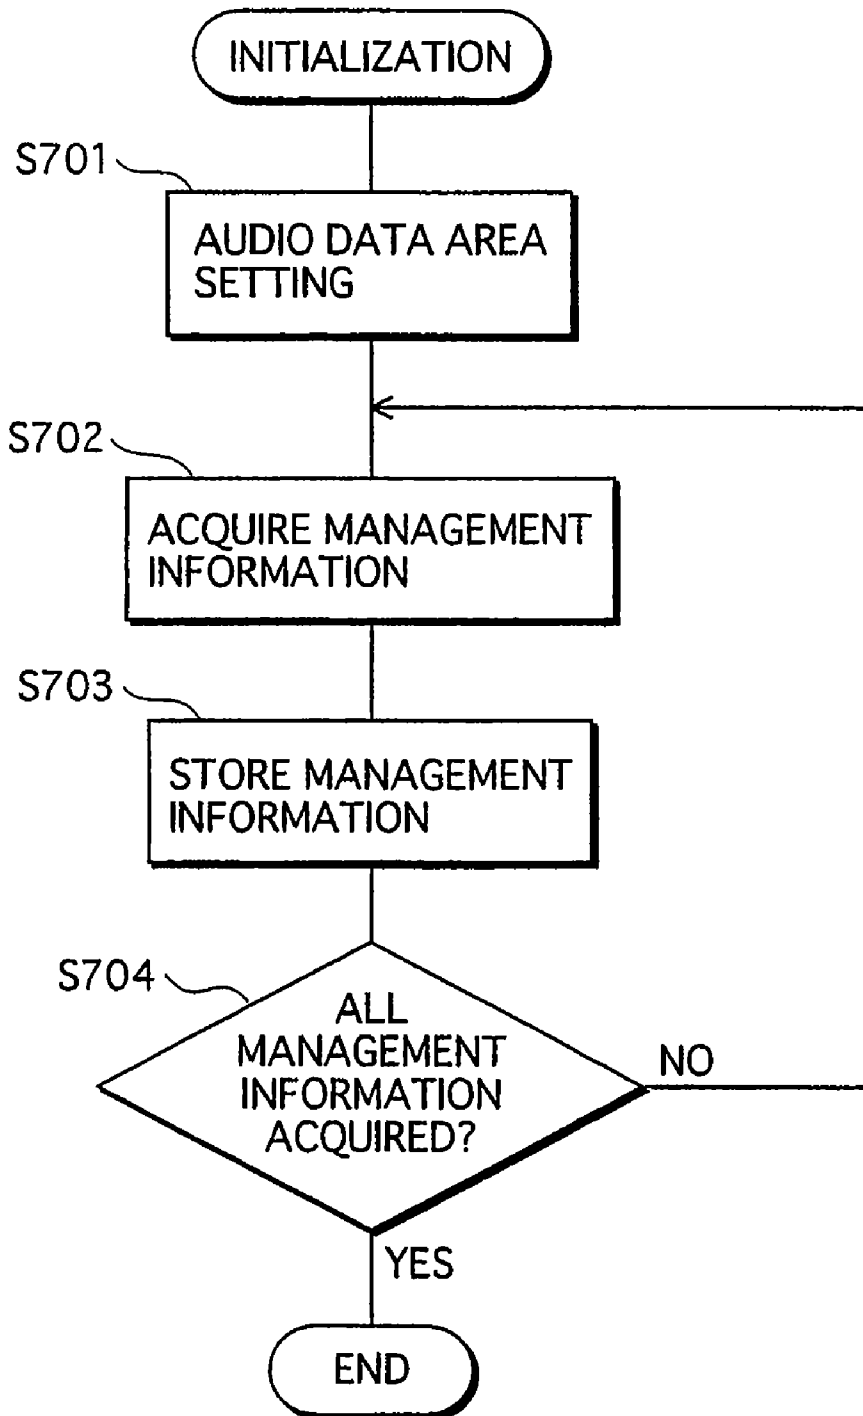 INITIALIZATION
S701
AUDIO DATA AREA
SETTING
S702
ACQUIRE MANAGEMENT
INFORMATION
S703
STORE MANAGEMENT
INFORMATION
S704
ALL
MANAGEMENT
INFORMATION
ACQUIRED?
NO
YES
END